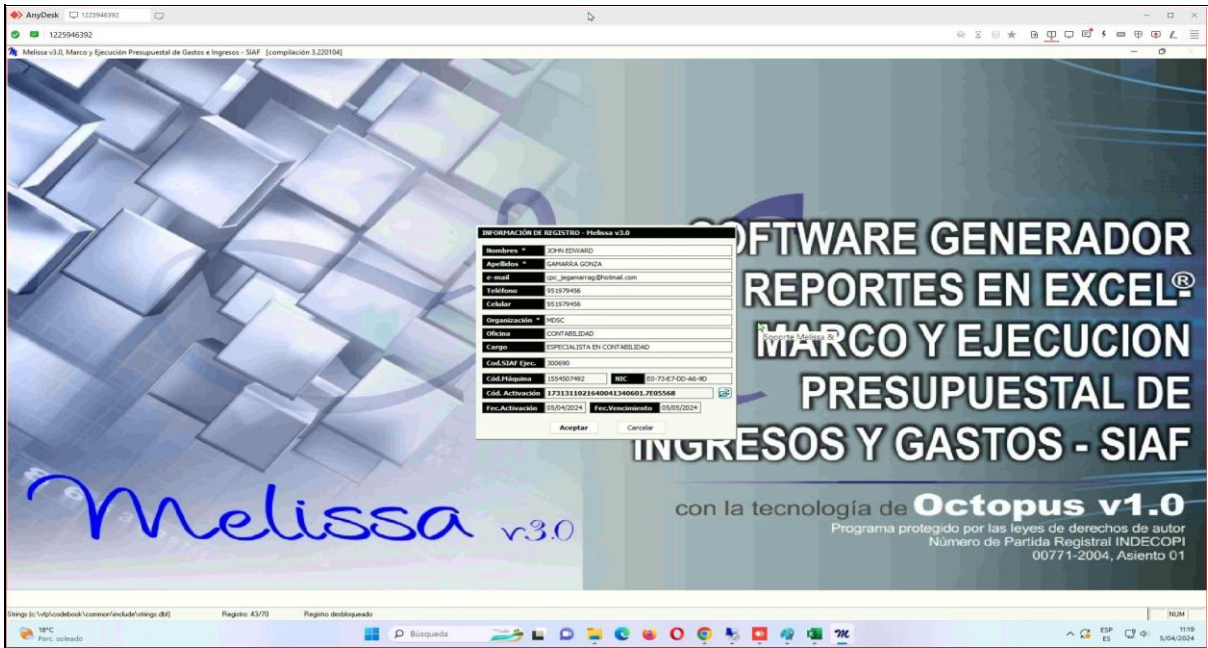 AnyDesk 1225946392
1225946392
Melissa v3.0, Marco y Ejecución Presupuestal de Gastos e Ingresos - SIAF [compilación 3.220104]
INFORMACIÓN DE REGISTRO - Melissa v3.0
Nombres * JOHN EDWARD
Apellidos * GAMARRA GONZA
e-mail cpc_jegamarrag@hotmail.com
Teléfono 951979456
Celular 951979456
Organización * MDSC
Oficina CONTABILIDAD
Cargo ESPECIALISTA EN CONTABILIDAD
Cod.SIAF Ejec. 300690
Cód.Máquina 1554507492 NIC E0-73-E7-DD-A6-9D
Cód. Activación 1731311021640041340601.7E05568
Fec.Activación 05/04/2024 Fec.Vencimiento 05/05/2024
Aceptar Cancelar
SOFTWARE GENERADOR
REPORTES EN EXCEL®
Soporte Melissa &
MARCO Y EJECUCION
PRESUPUESTAL DE
INGRESOS Y GASTOS - SIAF
Melissa v3.0
con la tecnología de Octopus v1.0
Programa protegido por las leyes de derechos de autor
Número de Partida Registral INDECOPI
00771-2004, Asiento 01
Strings (c:\vfp\codebook\common\include\strings.dbf) Registro: 43/70 Registro desbloqueado NUM
18°C
Parc. soleado
Búsqueda
ESP
ES
11:19
5/04/2024